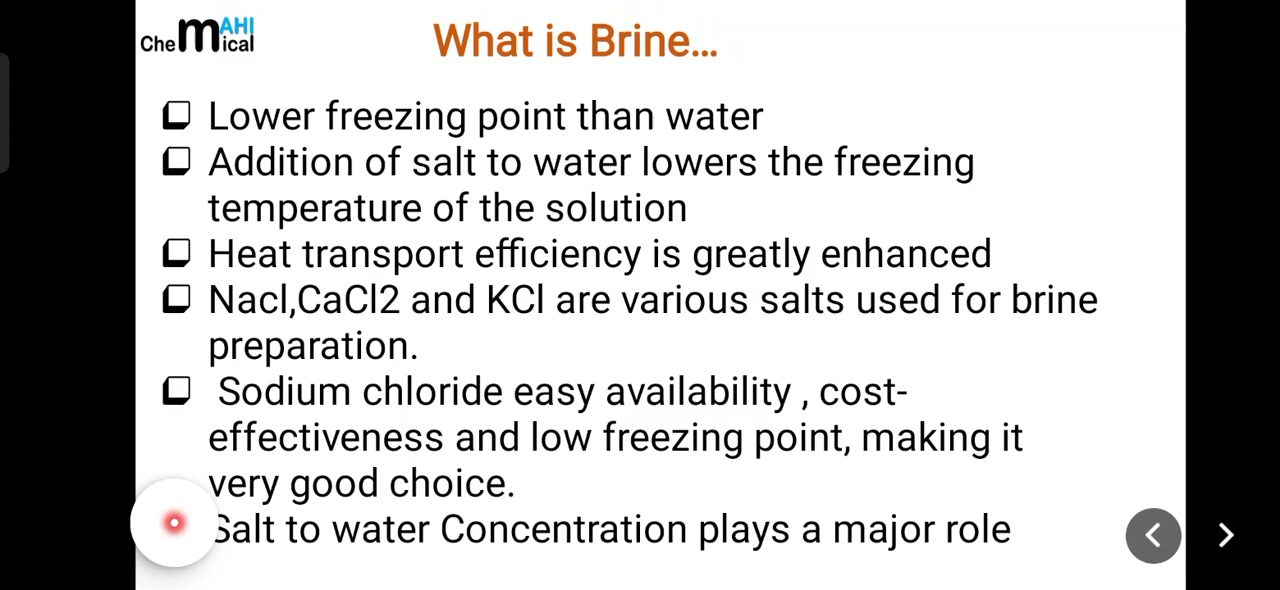 Che m AHI ical
What is Brine...
Lower freezing point than water
Addition of salt to water lowers the freezing
temperature of the solution
Heat transport efficiency is greatly enhanced
Nacl,CaCl2 and KCl are various salts used for brine
preparation.
Sodium chloride easy availability , cost-
effectiveness and low freezing point, making it
very good choice.
Salt to water Concentration plays a major role